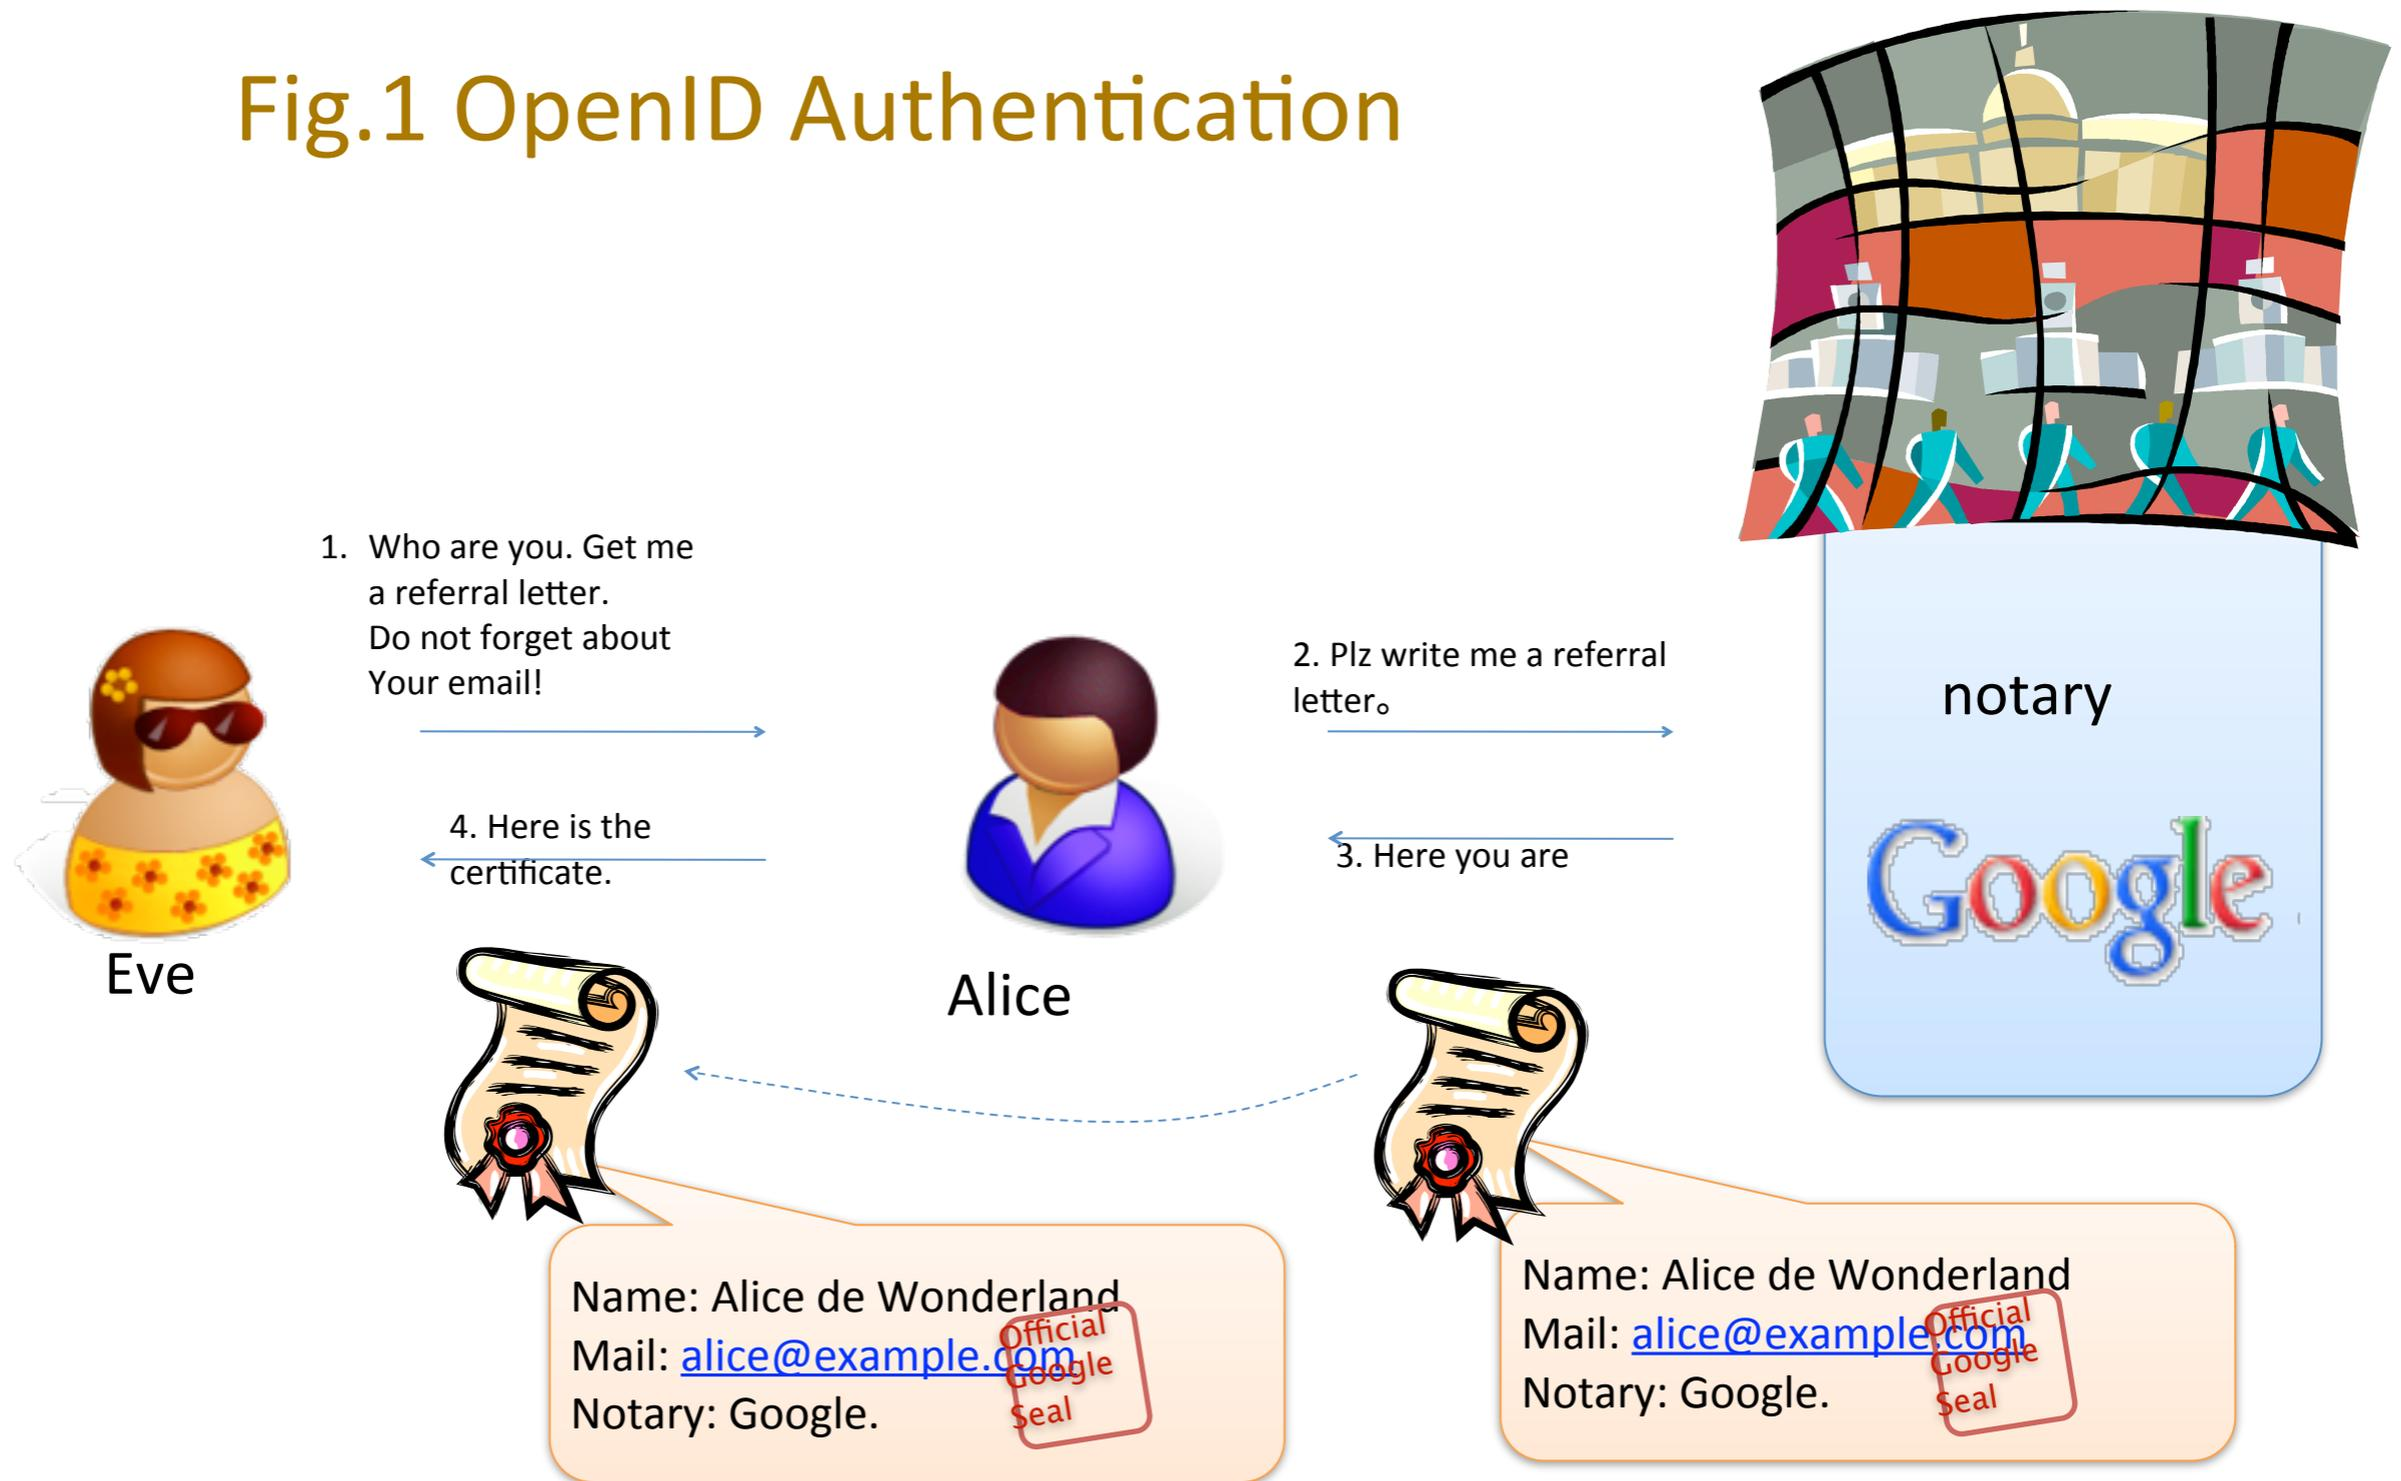 Fig.1 OpenID Authentication
1. Who are you. Get me
a referral letter.
Do not forget about
Your email!
2. Plz write me a referral
letter。
notary
4. Here is the
certificate.
3. Here you are
Google
Eve
Alice
Name: Alice de Wonderland
Mail: alice@example.com
Notary: Google.
Official
Google
Seal
Name: Alice de Wonderland
Mail: alice@example.com
Notary: Google.
Official
Google
Seal